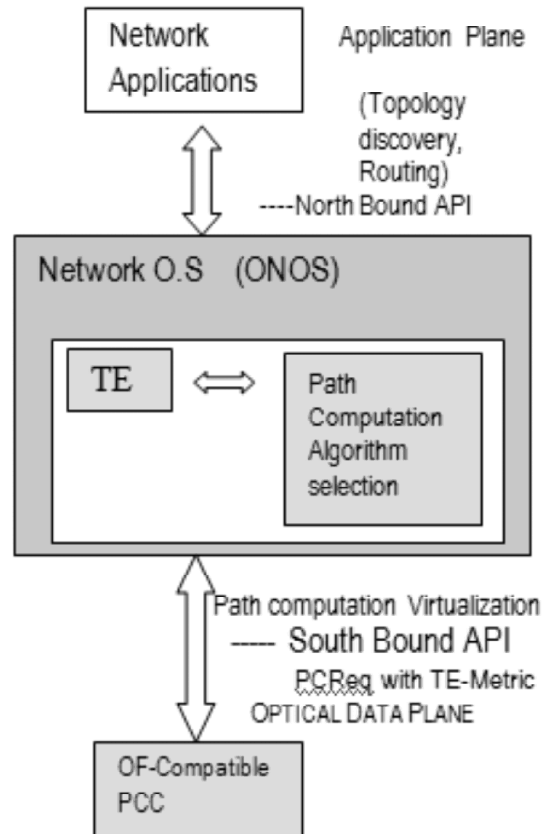 Network
Applications
Application Plane
(Topology
discovery,
Routing)
----North Bound API
Network O.S (ONOS)
TE
Path
Computation
Algorithm
selection
Path computation Virtualization
----- South Bound API
PCReq with TE-Metric
OPTICAL DATA PLANE
OF-Compatible
PCC